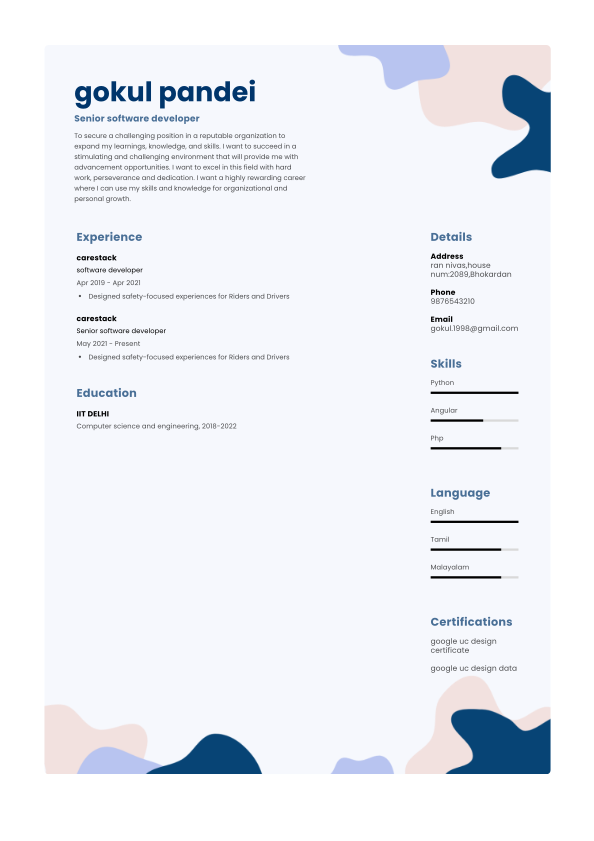 gokul pandei
Senior software developer
To secure a challenging position in a reputable organization to
expand my learnings, knowledge, and skills. I want to succeed in a
stimulating and challenging environment that will provide me with
advancement opportunities. I want to excel in this field with hard
work, perseverance and dedication. I want a highly rewarding career
where I can use my skills and knowledge for organizational and
personal growth.
Experience
carestack
software developer
Apr 2019 - Apr 2021
• Designed safety-focused experiences for Riders and Drivers
carestack
Senior software developer
May 2021 - Present
• Designed safety-focused experiences for Riders and Drivers
Education
IIT DELHI
Computer science and engineering, 2018-2022
Details
Address
ran nivas,house
num:2089,Bhokardan
Phone
9876543210
Email
gokul.1998@gmail.com
Skills
Python
Angular
Php
Language
English
Tamil
Malayalam
Certifications
google uc design
certificate
google uc design data